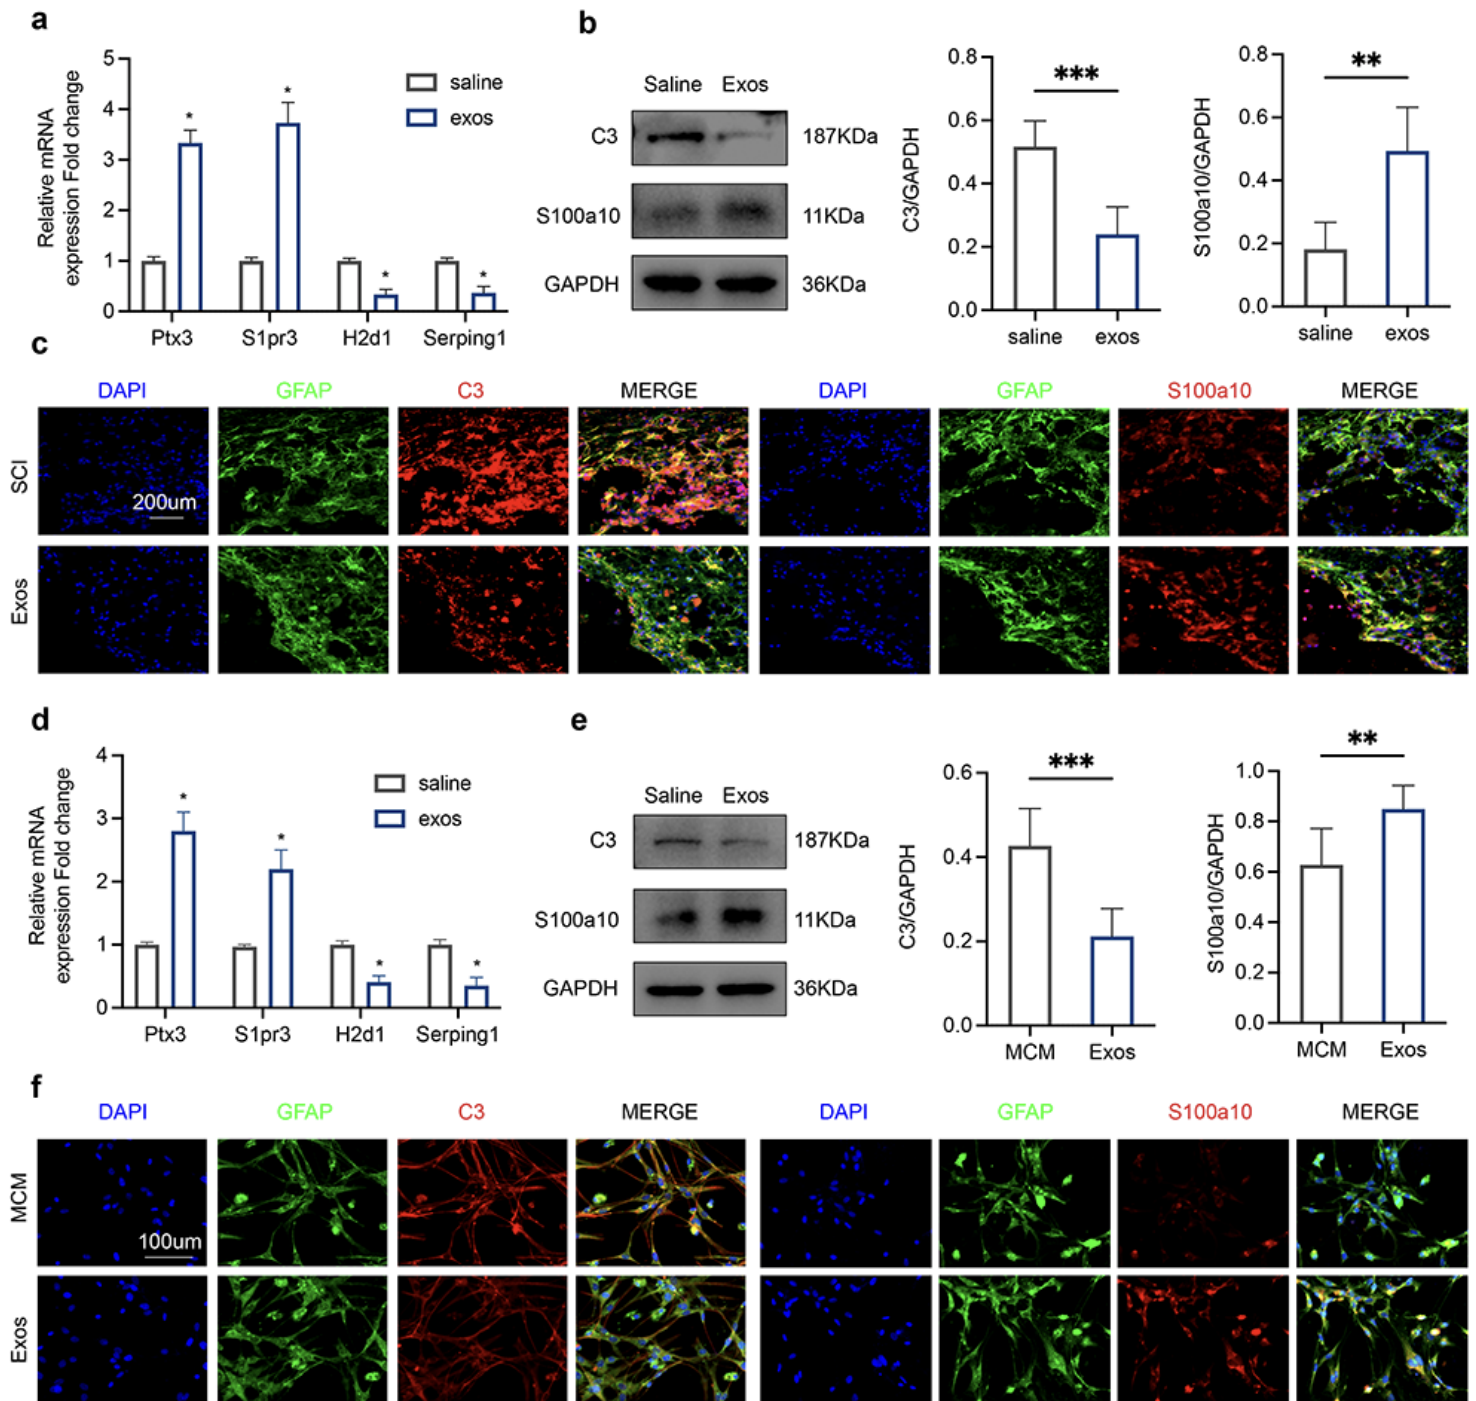 a
Relative mRNA
expression Fold change
5
4
3
2
1
0
saline
exos
* * * *
Ptx3 S1pr3 H2d1 Serping1
b
Saline Exos
C3 187KDa
S100a10 11KDa
GAPDH 36KDa
C3/GAPDH
0.8
0.6
0.4
0.2
0.0
***
saline exos
S100a10/GAPDH
0.8
0.6
0.4
0.2
0.0
**
saline exos
c
DAPI GFAP C3 MERGE DAPI GFAP S100a10 MERGE
SCI
200um
Exos
d
Relative mRNA
expression Fold change
4
3
2
1
0
saline
exos
* * * *
Ptx3 S1pr3 H2d1 Serping1
e
Saline Exos
C3 187KDa
S100a10 11KDa
GAPDH 36KDa
C3/GAPDH
0.6
0.4
0.2
0.0
***
MCM Exos
S100a10/GAPDH
1.0
0.8
0.6
0.4
0.2
0.0
**
MCM Exos
f
DAPI GFAP C3 MERGE DAPI GFAP S100a10 MERGE
MCM
100um
Exos